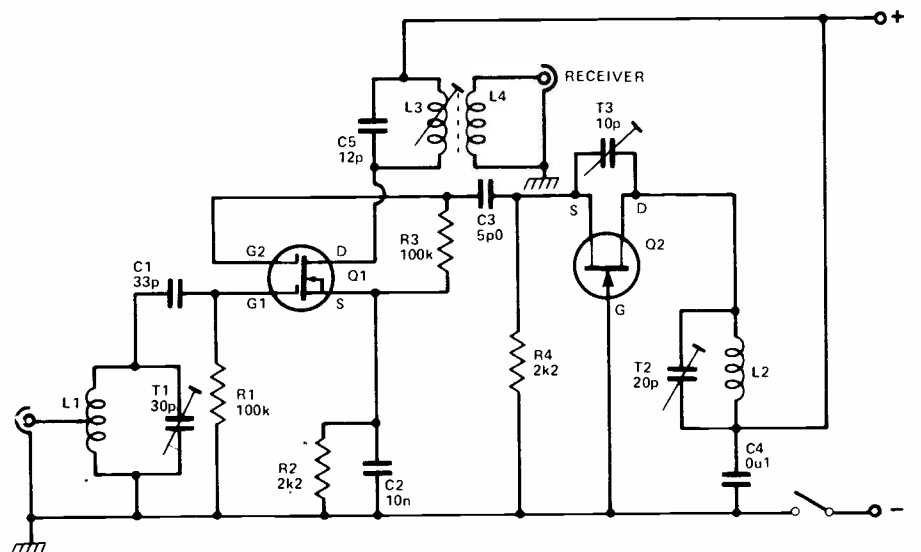 +
RECEIVER
L3
L4
T3
10p
C5
12p
S
D
C3
5p0
R3
100k
G2
D
Q1
Q2
C1
33p
G1
S
G
R4
2k2
T2
20p
L2
L1
T1
30p
R1
100k
R2
2k2
C2
10n
C4
0u1
-